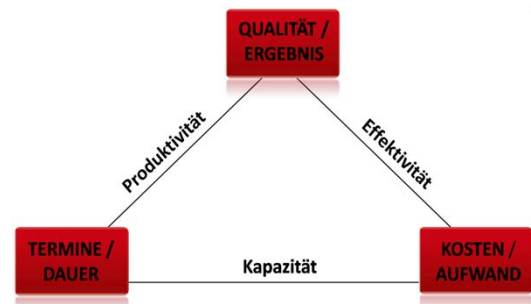 QUALITÄT /
ERGEBNIS
Produktivität
Effektivität
TERMINE /
DAUER
Kapazität
KOSTEN /
AUFWAND